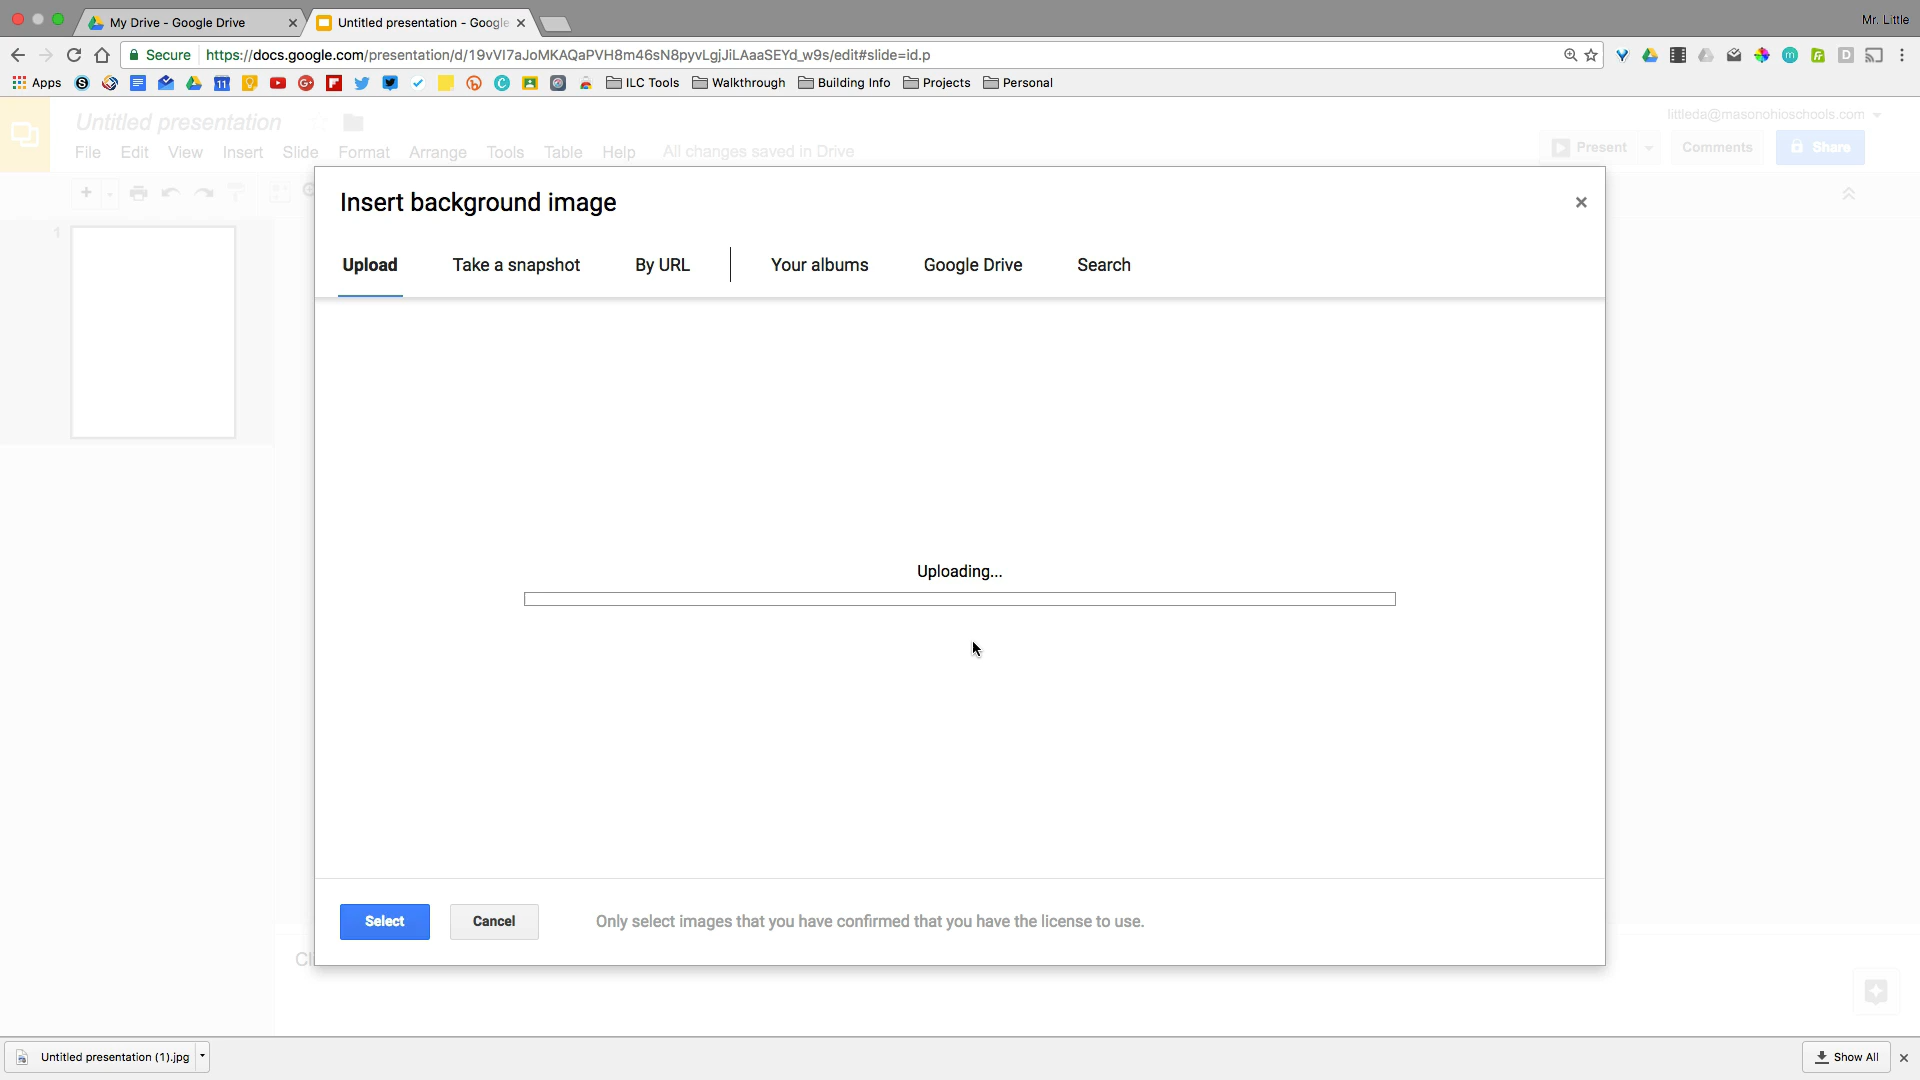 My Drive - Google Drive
Untitled presentation - Google
Mr. Little
Secure
https://docs.google.com/presentation/d/19vVI7aJoMKAQaPVH8m46sN8pyvLgjJiLAaaSEYd_w9s/edit#slide=id.p
Apps
ILC Tools
Walkthrough
Building Info
Projects
Personal
Untitled presentation
littleda@masonohioschools.com
File Edit View Insert Slide Format Arrange Tools Table Help All changes saved in Drive
Present
Comments
Share
1
Insert background image
Upload
Take a snapshot
By URL
Your albums
Google Drive
Search
Uploading...
Select
Cancel
Only select images that you have confirmed that you have the license to use.
Untitled presentation (1).jpg
Show All